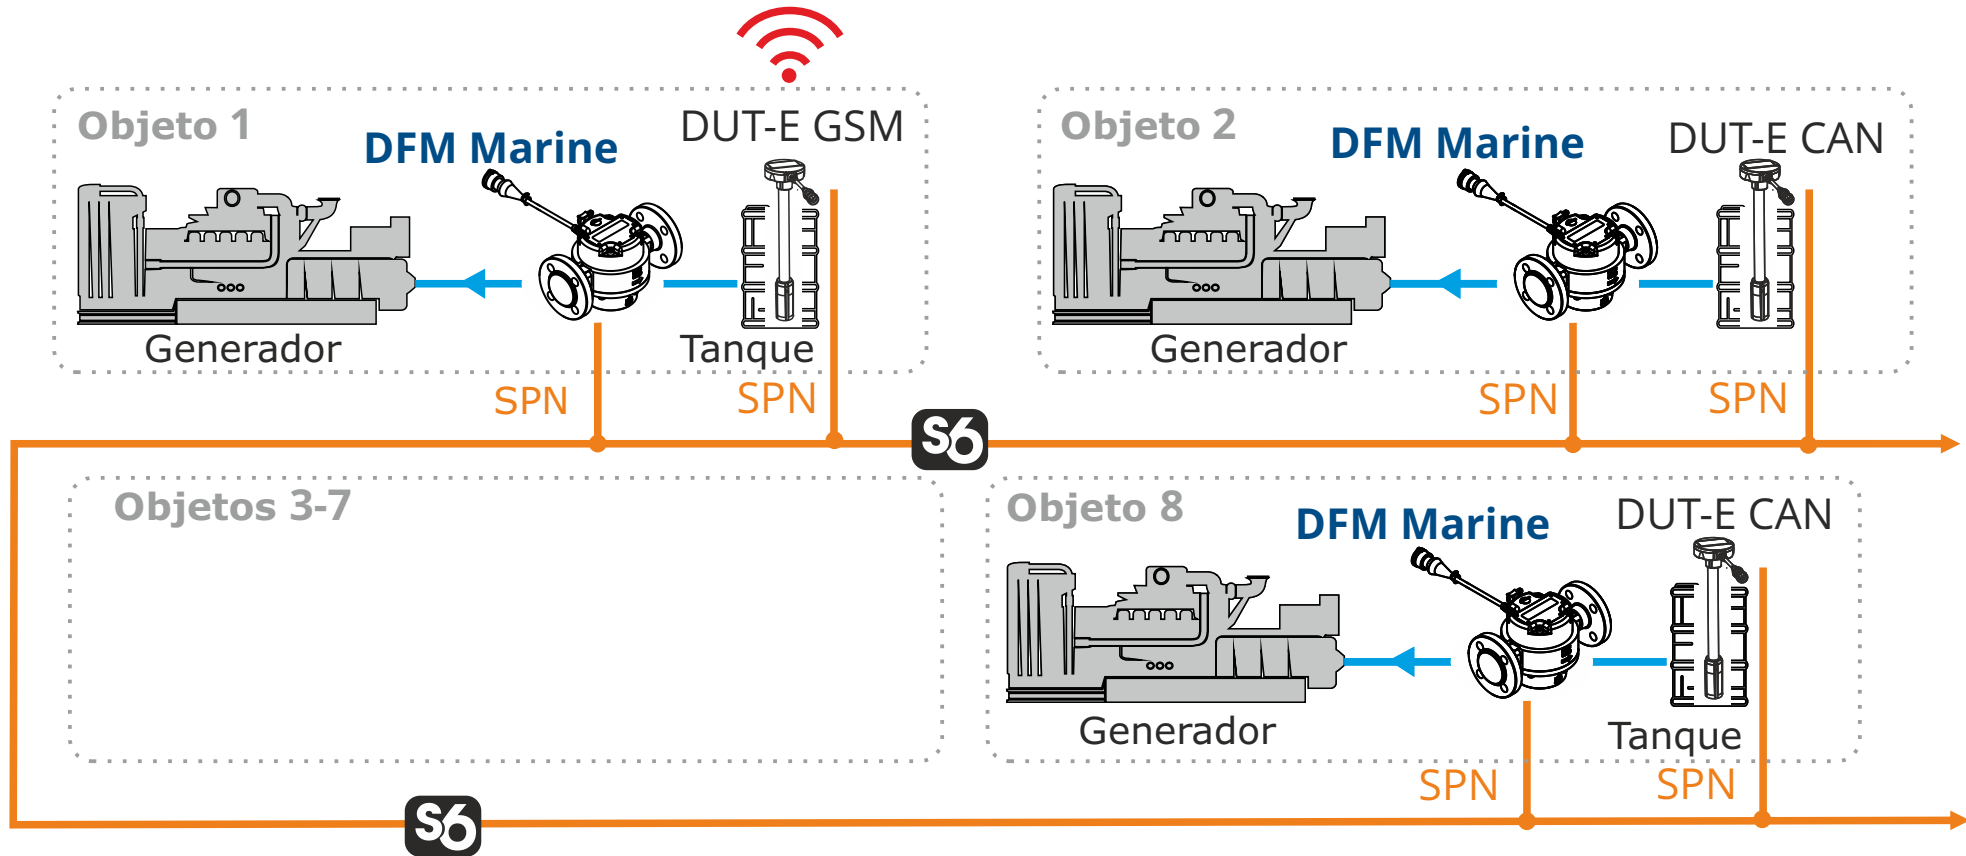 Objeto 1
DFM Marine
DUT-E GSM
Generador
Tanque
SPN
SPN
Objeto 2
DFM Marine
DUT-E CAN
Generador
SPN
SPN
S6
Objetos 3-7
Objeto 8
DFM Marine
DUT-E CAN
Generador
Tanque
SPN
SPN
S6